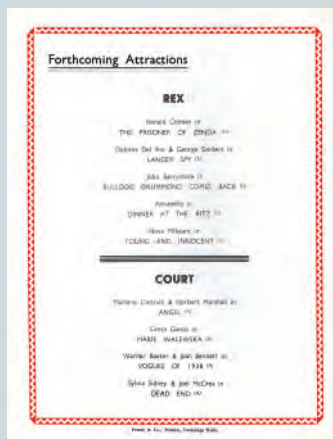 Forthcoming Attractions
REX
Ronald Colman in
THE PRISONER OF ZENDA
Dolores Del Rio & George Sanders in
LANCER SPY
John Barrymore in
BULLDOG DRUMMOND COMES BACK
Annabella in
DINNER AT THE RITZ
Nova Pilbeam in
YOUNG AND INNOCENT
COURT
Marlene Dietrich & Herbert Marshall in
ANGEL
Greta Garbo in
MARIE WALEWSKA
Warner Baxter & Joan Bennett in
VOGUES OF 1938
Sylvia Sidney & Joel McCrea in
DEAD END